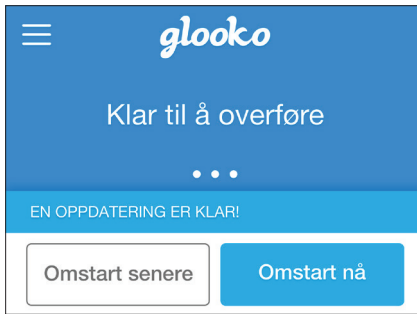 glooko
Klar til å overføre
EN OPPDATERING ER KLAR!
Omstart senere
Omstart nå